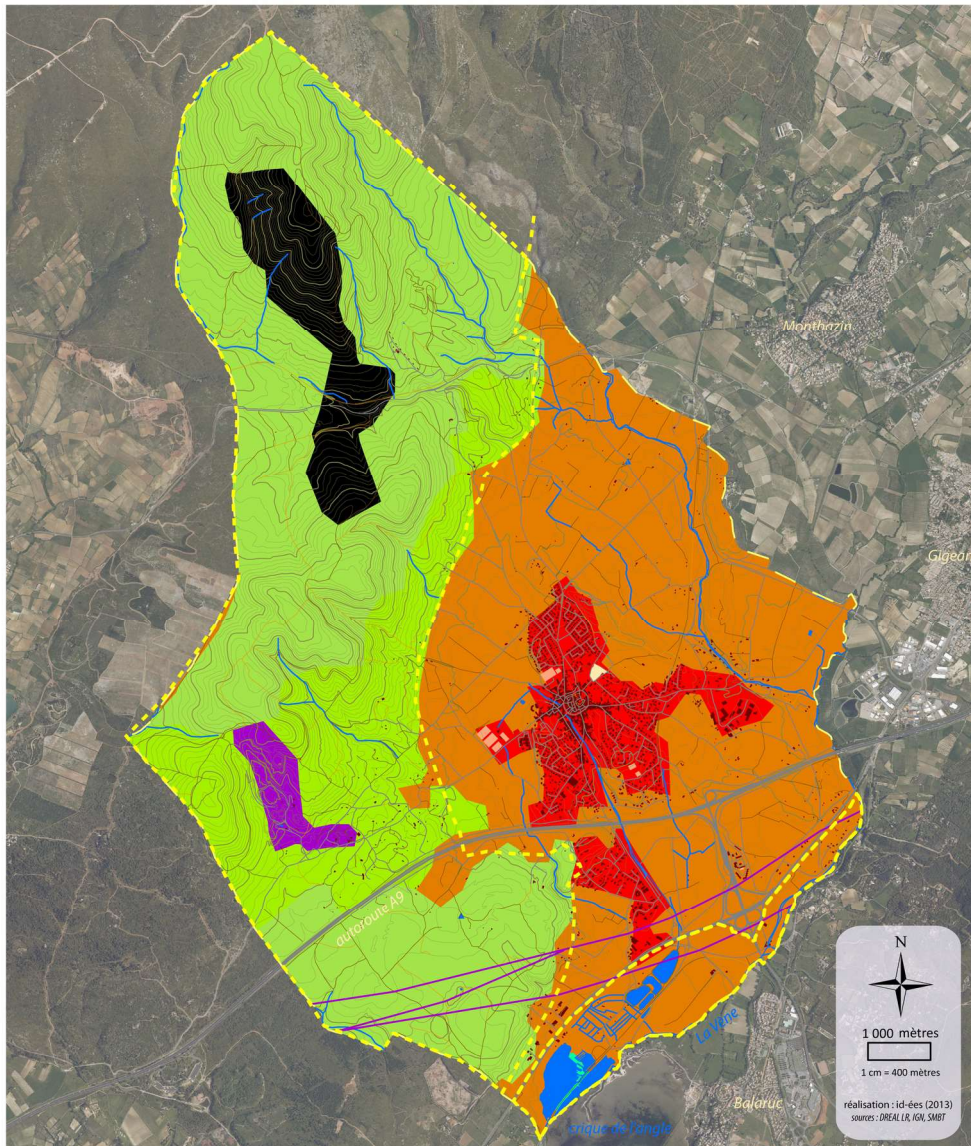 Montbazin
Gigean
autoroute A9
La Vène
Balaruc
crique de l'angle
N
1 000 mètres
1 cm = 400 mètres
réalisation : id-ées (2013)
sources : DREAL LR, IGN, SMBT